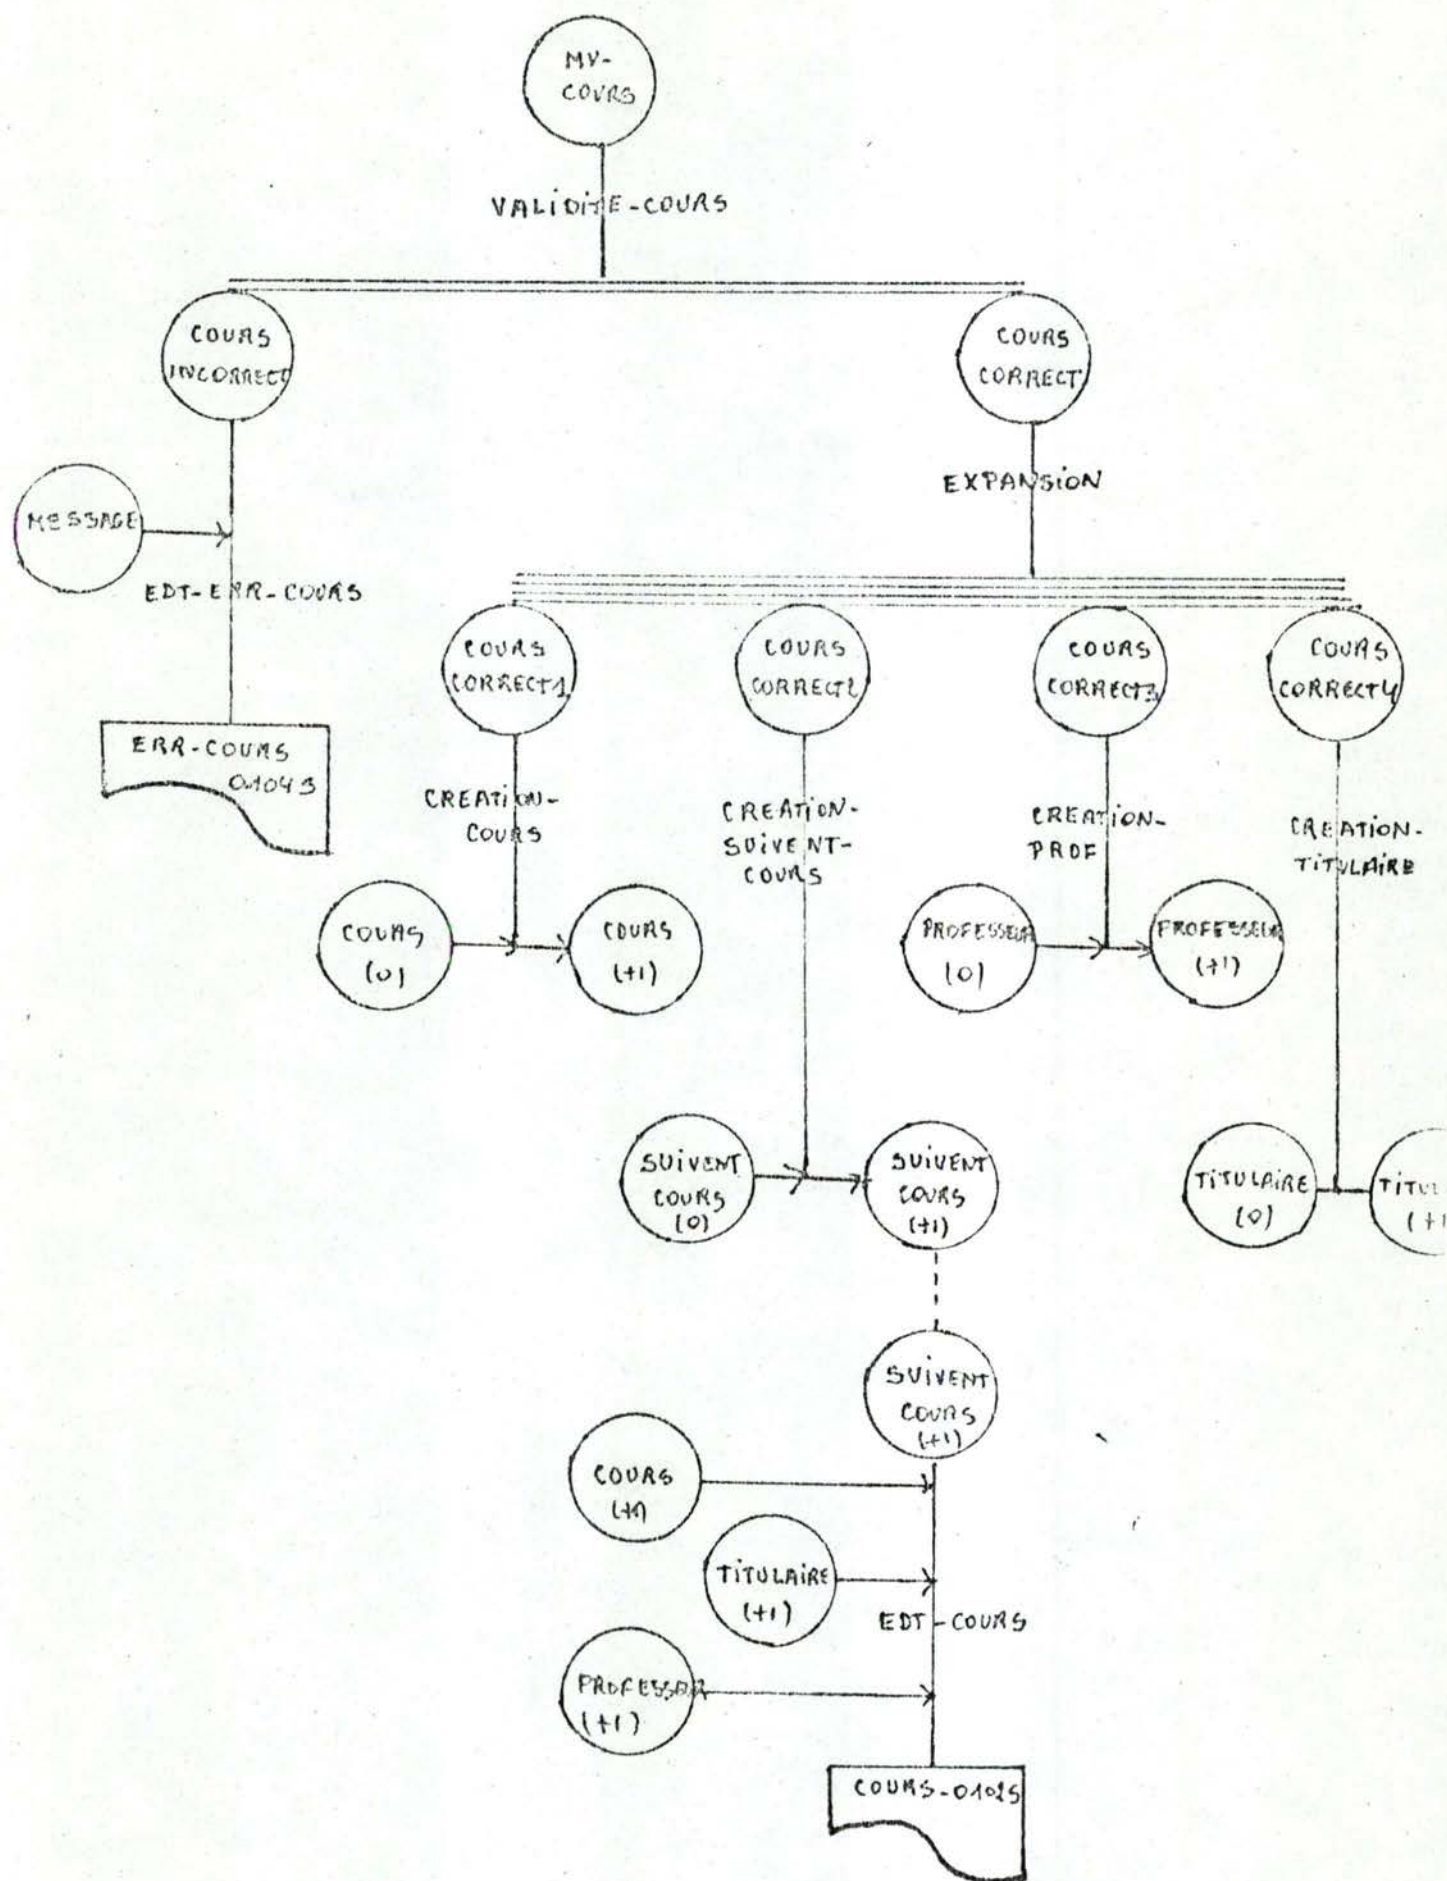 MV-
COURS
VALIDITE-COURS
COURS
INCORRECT
COURS
CORRECT
EXPANSION
MESSAGE
EDT-ERR-COURS
COURS
CORRECT1
COURS
CORRECT2
COURS
CORRECT3
COURS
CORRECT4
ERR-COURS
CREATION-
COURS
CREATION-
SUIVENT-
COURS
CREATION-
PROF
CREATION-
TITULAIRE
COURS
(0)
COURS
(+1)
PROFESSEUR
(0)
PROFESSEUR
(+1)
SUIVENT
COURS
(0)
SUIVENT
COURS
(+1)
TITULAIRE
(0)
TITUL
(+1
SUIVENT
COURS
(+1)
COURS
(+1)
TITULAIRE
(+1)
EDT-COURS
PROFESSEUR
(+1)
COURS-01025